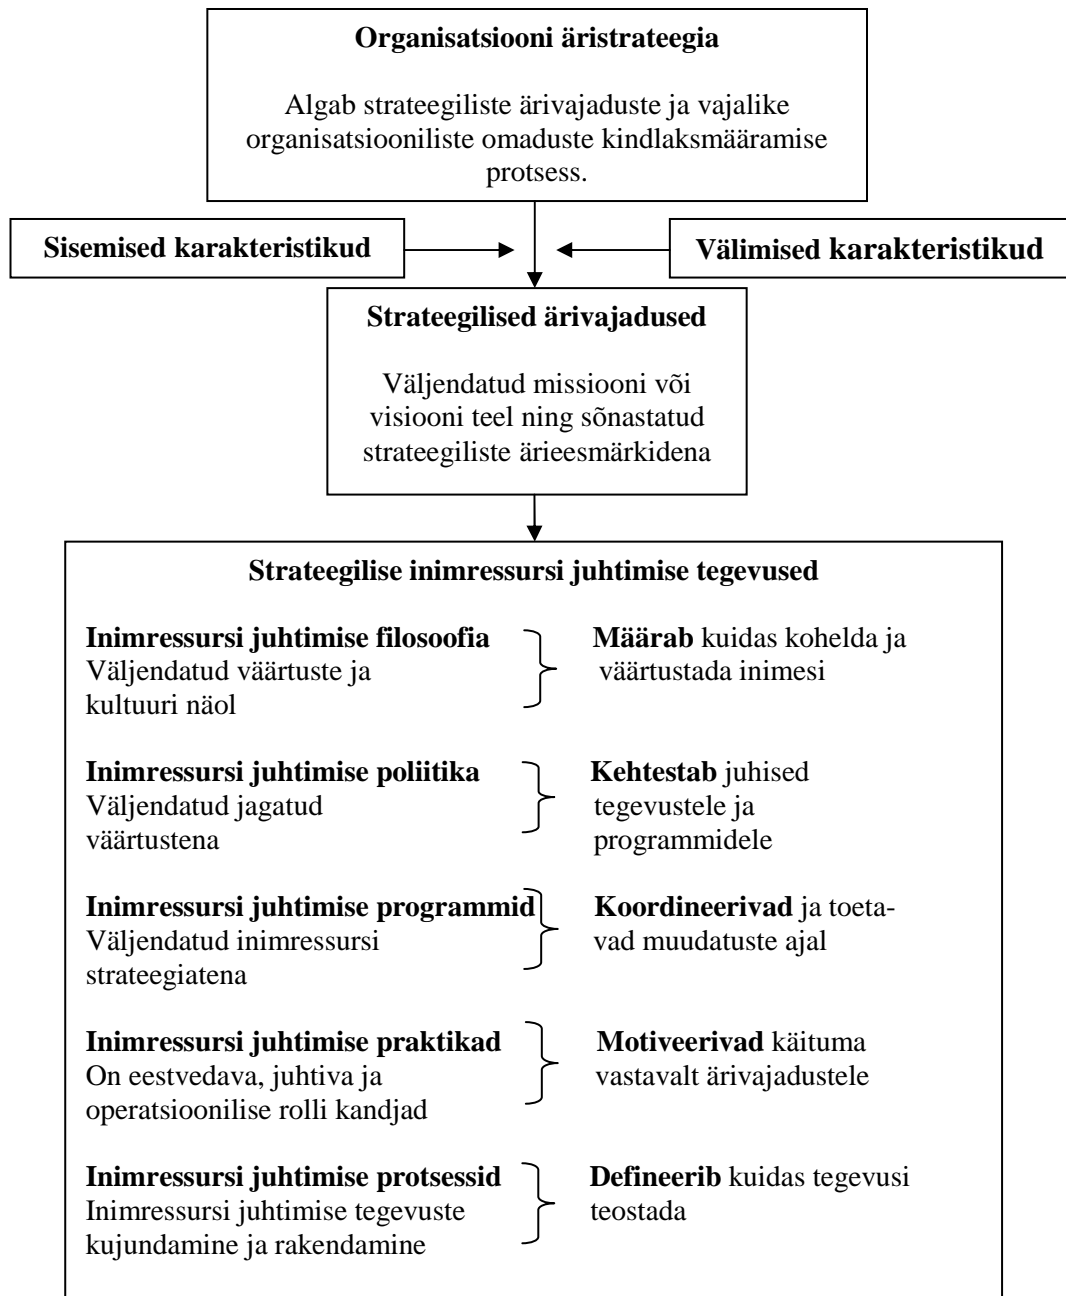 Organisatsiooni äristrateegia
Algab strateegiliste ärivajaduste ja vajalike
organisatsiooniliste omaduste kindlaksmääramise
protsess.
Sisemised karakteristikud
Välimised karakteristikud
Strateegilised ärivajadused
Väljendatud missiooni või
visiooni teel ning sõnastatud
strateegiliste ärieesmärkidena
Strateegilise inimressursi juhtimise tegevused
Inimressursi juhtimise filosoofia
Väljendatud väärtuste ja
kultuuri näol
Määrab kuidas kohelda ja
väärtustada inimesi
Inimressursi juhtimise poliitika
Väljendatud jagatud
väärtustena
Kehtestab juhised
tegevustele ja
programmidele
Inimressursi juhtimise programmid
Väljendatud inimressursi
strateegiatena
Koordineerivad ja toeta-
vad muudatuste ajal
Inimressursi juhtimise praktikad
On eestvedava, juhtiva ja
operatsioonilise rolli kandjad
Motiveerivad käituma
vastavalt ärivajadustele
Inimressursi juhtimise protsessid
Inimressursi juhtimise tegevuste
kujundamine ja rakendamine
Defineerib kuidas tegevusi
teostada